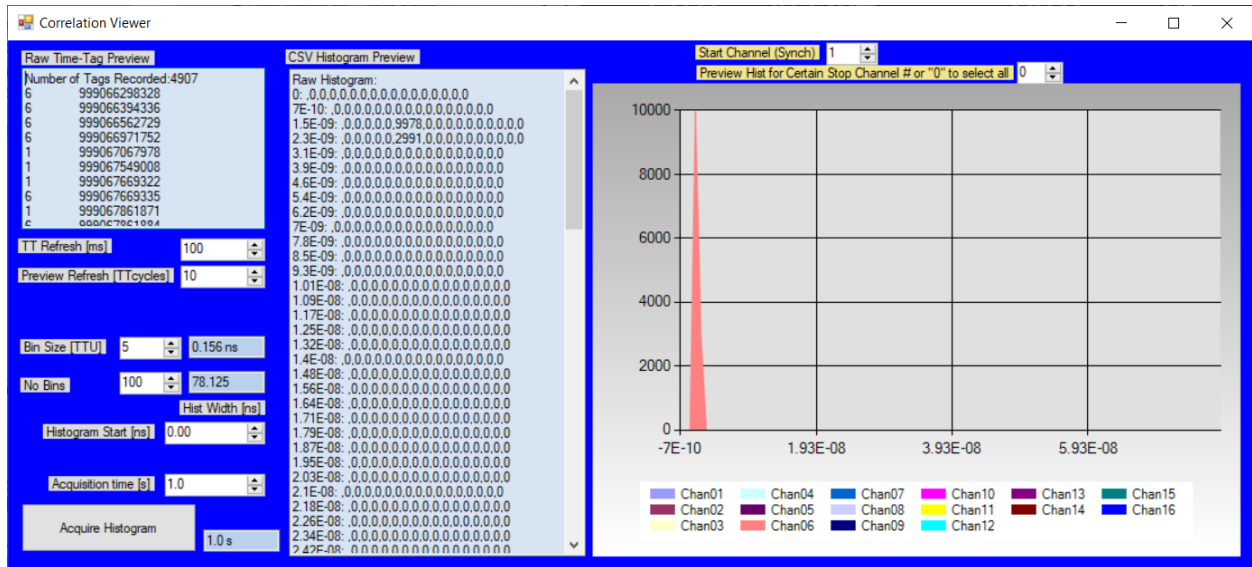 Correlation Viewer
Raw Time-Tag Preview
Number of Tags Recorded:4907
6 999066298328
6 999066394336
6 999066562729
6 999066971752
1 999067067978
1 999067549008
1 999067669322
6 999067669335
1 999067861871
6 999067861884
TT Refresh [ms]
100
Preview Refresh [TTcycles]
10
Bin Size [TTU]
5
0.156 ns
No Bins
100
78.125
Hist Width [ns]
Histogram Start [ns]
0.00
Acquisition time [s]
1.0
Acquire Histogram
1.0 s
CSV Histogram Preview
Raw Histogram:
0: ,0,0,0,0,0,0,0,0,0,0,0,0,0,0,0,0
7E-10: ,0,0,0,0,0,0,0,0,0,0,0,0,0,0,0,0
1.5E-09: ,0,0,0,0,0,9978,0,0,0,0,0,0,0,0,0,0
2.3E-09: ,0,0,0,0,0,2991,0,0,0,0,0,0,0,0,0,0
3.1E-09: ,0,0,0,0,0,0,0,0,0,0,0,0,0,0,0,0
3.9E-09: ,0,0,0,0,0,0,0,0,0,0,0,0,0,0,0,0
4.6E-09: ,0,0,0,0,0,0,0,0,0,0,0,0,0,0,0,0
5.4E-09: ,0,0,0,0,0,0,0,0,0,0,0,0,0,0,0,0
6.2E-09: ,0,0,0,0,0,0,0,0,0,0,0,0,0,0,0,0
7E-09: ,0,0,0,0,0,0,0,0,0,0,0,0,0,0,0,0
7.8E-09: ,0,0,0,0,0,0,0,0,0,0,0,0,0,0,0,0
8.5E-09: ,0,0,0,0,0,0,0,0,0,0,0,0,0,0,0,0
9.3E-09: ,0,0,0,0,0,0,0,0,0,0,0,0,0,0,0,0
1.01E-08: ,0,0,0,0,0,0,0,0,0,0,0,0,0,0,0,0
1.09E-08: ,0,0,0,0,0,0,0,0,0,0,0,0,0,0,0,0
1.17E-08: ,0,0,0,0,0,0,0,0,0,0,0,0,0,0,0,0
1.25E-08: ,0,0,0,0,0,0,0,0,0,0,0,0,0,0,0,0
1.32E-08: ,0,0,0,0,0,0,0,0,0,0,0,0,0,0,0,0
1.4E-08: ,0,0,0,0,0,0,0,0,0,0,0,0,0,0,0,0
1.48E-08: ,0,0,0,0,0,0,0,0,0,0,0,0,0,0,0,0
1.56E-08: ,0,0,0,0,0,0,0,0,0,0,0,0,0,0,0,0
1.64E-08: ,0,0,0,0,0,0,0,0,0,0,0,0,0,0,0,0
1.71E-08: ,0,0,0,0,0,0,0,0,0,0,0,0,0,0,0,0
1.79E-08: ,0,0,0,0,0,0,0,0,0,0,0,0,0,0,0,0
1.87E-08: ,0,0,0,0,0,0,0,0,0,0,0,0,0,0,0,0
1.95E-08: ,0,0,0,0,0,0,0,0,0,0,0,0,0,0,0,0
2.03E-08: ,0,0,0,0,0,0,0,0,0,0,0,0,0,0,0,0
2.1E-08: ,0,0,0,0,0,0,0,0,0,0,0,0,0,0,0,0
2.18E-08: ,0,0,0,0,0,0,0,0,0,0,0,0,0,0,0,0
2.26E-08: ,0,0,0,0,0,0,0,0,0,0,0,0,0,0,0,0
2.34E-08: ,0,0,0,0,0,0,0,0,0,0,0,0,0,0,0,0
2.42E-08: ,0,0,0,0,0,0,0,0,0,0,0,0,0,0,0,0
Start Channel (Synch)
1
Preview Hist for Certain Stop Channel # or "0" to select all
0
10000
8000
6000
4000
2000
0
-7E-10 1.93E-08 3.93E-08 5.93E-08
Chan01 Chan04 Chan07 Chan10 Chan13 Chan15
Chan02 Chan05 Chan08 Chan11 Chan14 Chan16
Chan03 Chan06 Chan09 Chan12